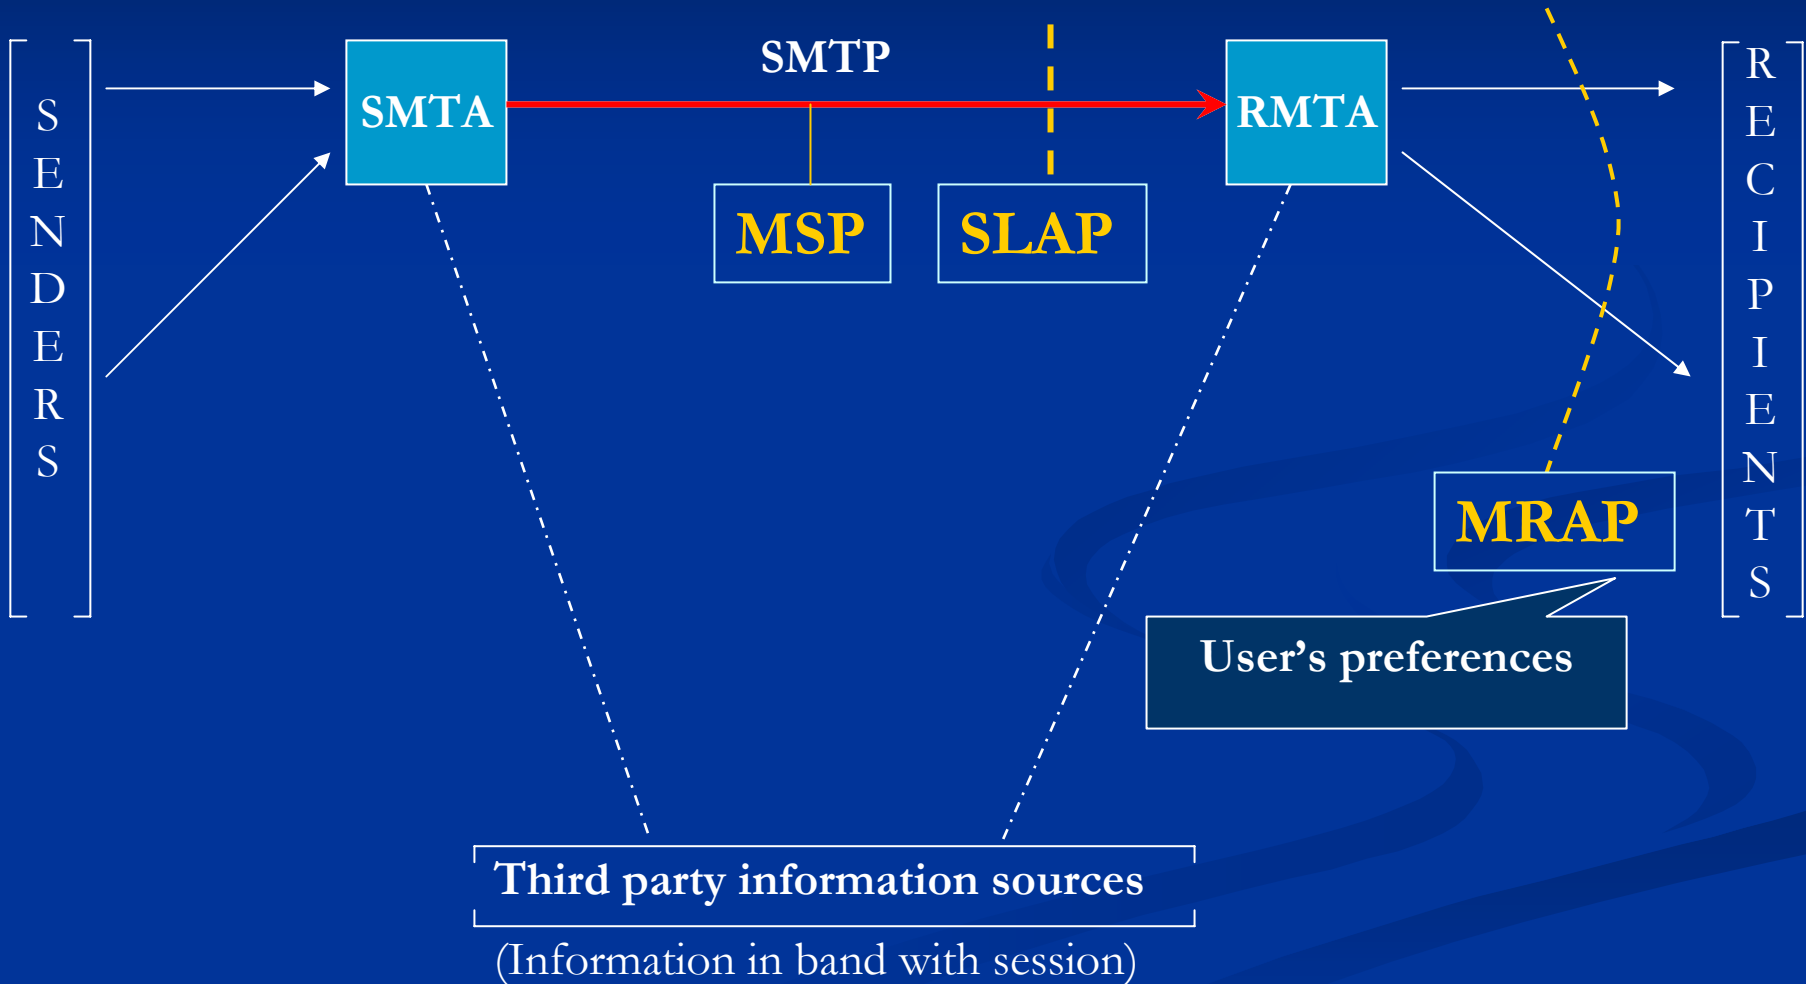 SENDERS
SMTA
SMTP
RMTA
RECIPIENTS
MSP
SLAP
MRAP
User’s preferences
Third party information sources
(Information in band with session)